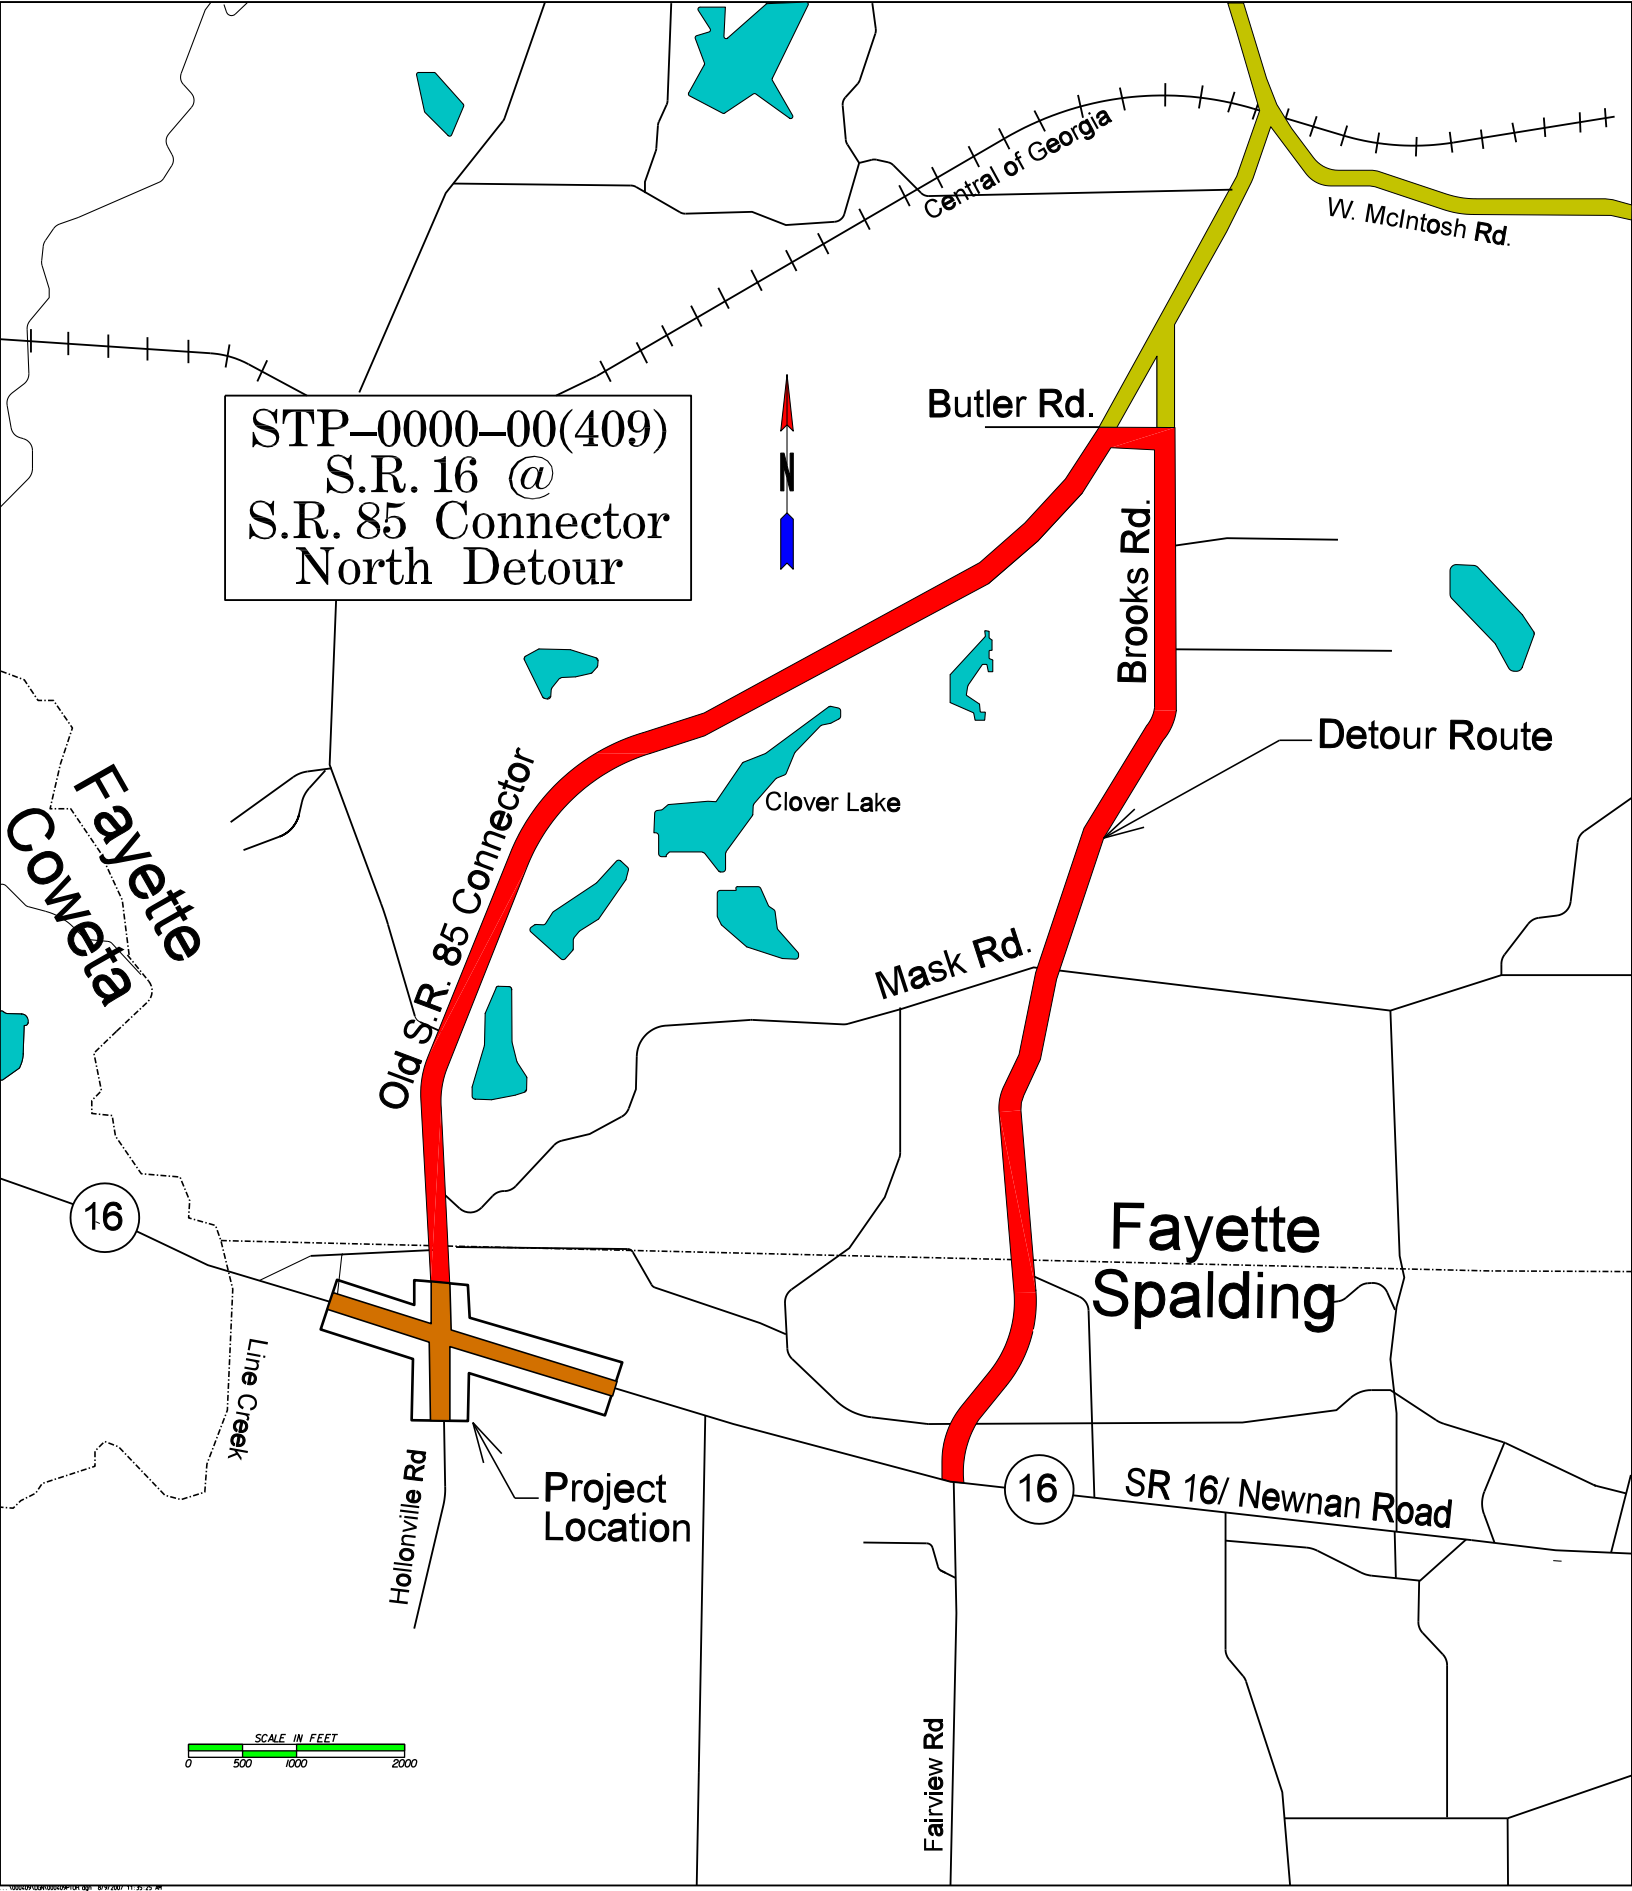 Central of Georgia
W. McIntosh Rd.
STP-0000-00(409)
S.R. 16 @
S.R. 85 Connector
North Detour
N
Butler Rd.
Brooks Rd.
Detour Route
Clover Lake
Old S.R. 85 Connector
Fayette
Coweta
Mask Rd.
16
Fayette
Spalding
Line Creek
Hollonville Rd
Project
Location
16
SR 16/ Newnan Road
Fairview Rd
SCALE IN FEET
0 500 1000 2000